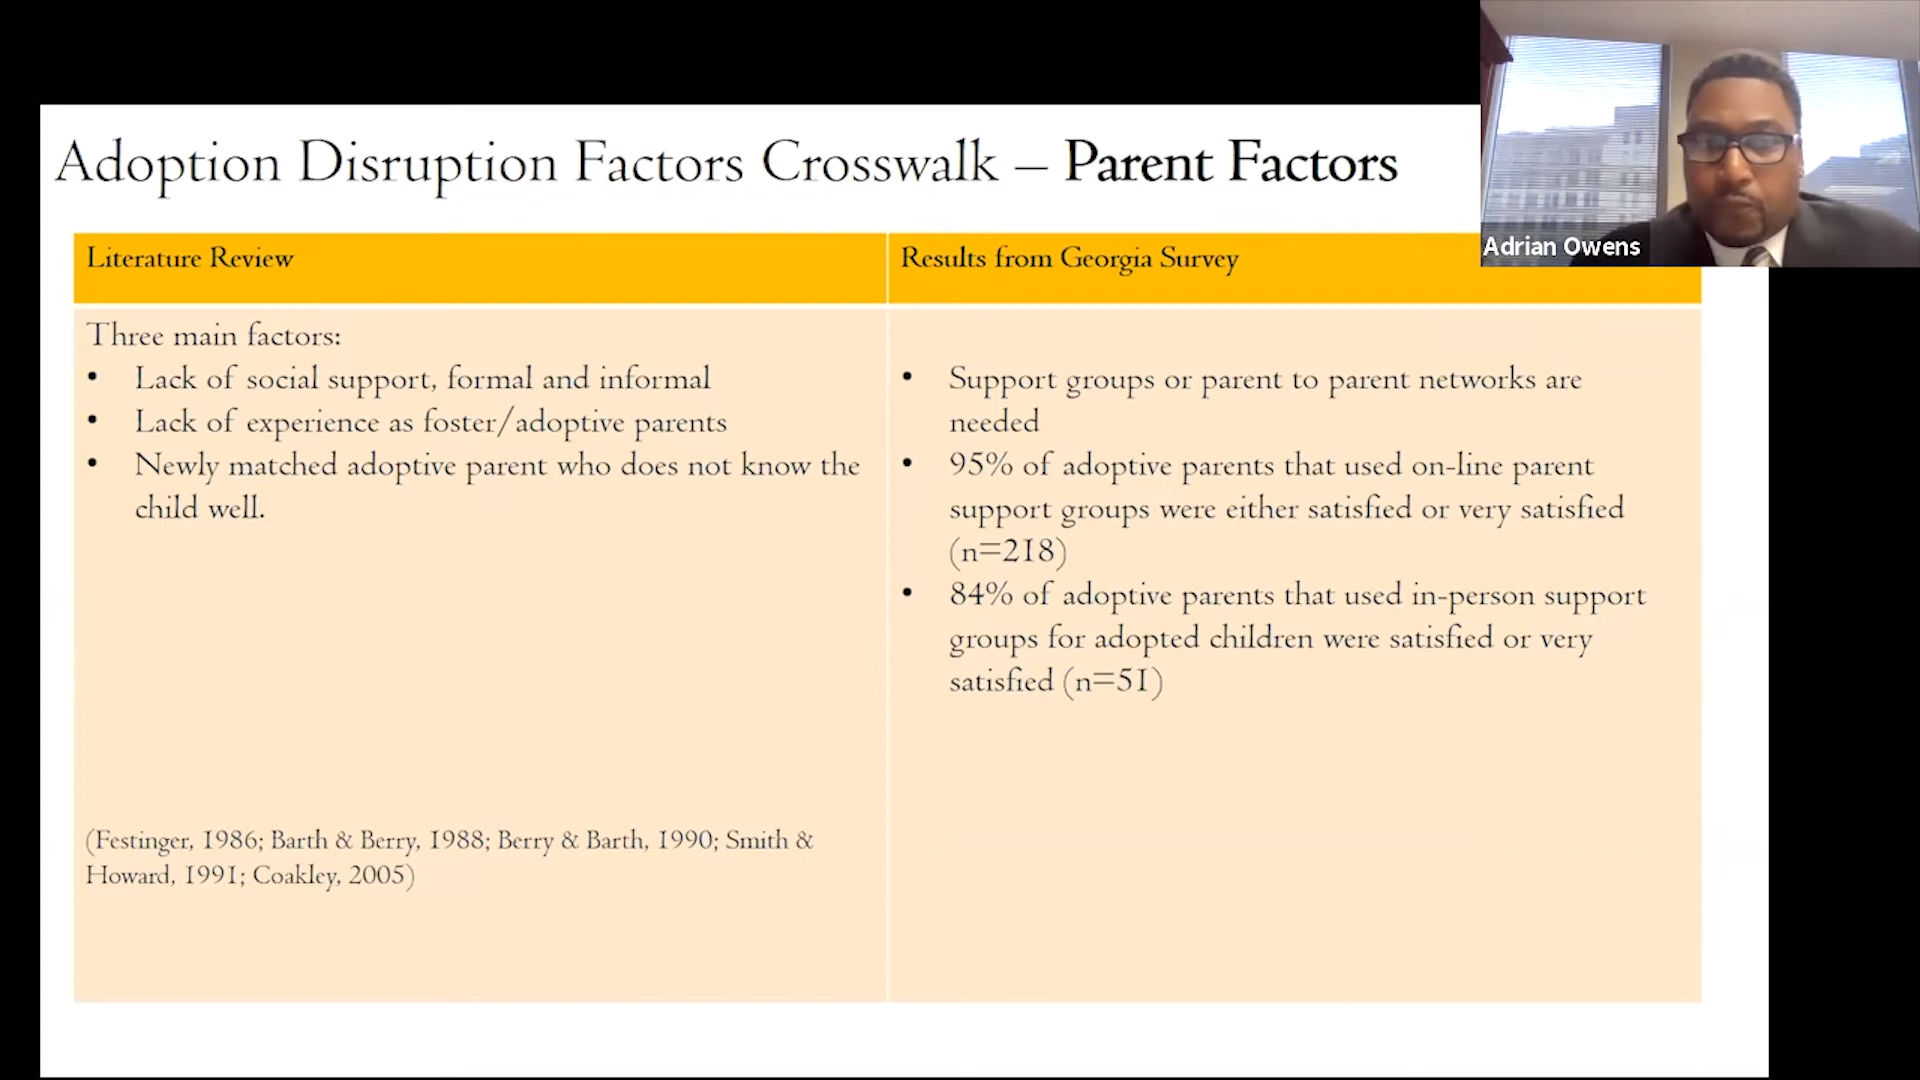 Adoption Disruption Factors Crosswalk – Parent Factors
Adrian Owens
Literature Review
Results from Georgia Survey
Three main factors:
• Lack of social support, formal and informal
• Lack of experience as foster/adoptive parents
• Newly matched adoptive parent who does not know the
child well.
(Festinger, 1986; Barth & Berry, 1988; Berry & Barth, 1990; Smith &
Howard, 1991; Coakley, 2005)
• Support groups or parent to parent networks are
needed
• 95% of adoptive parents that used on-line parent
support groups were either satisfied or very satisfied
(n=218)
• 84% of adoptive parents that used in-person support
groups for adopted children were satisfied or very
satisfied (n=51)